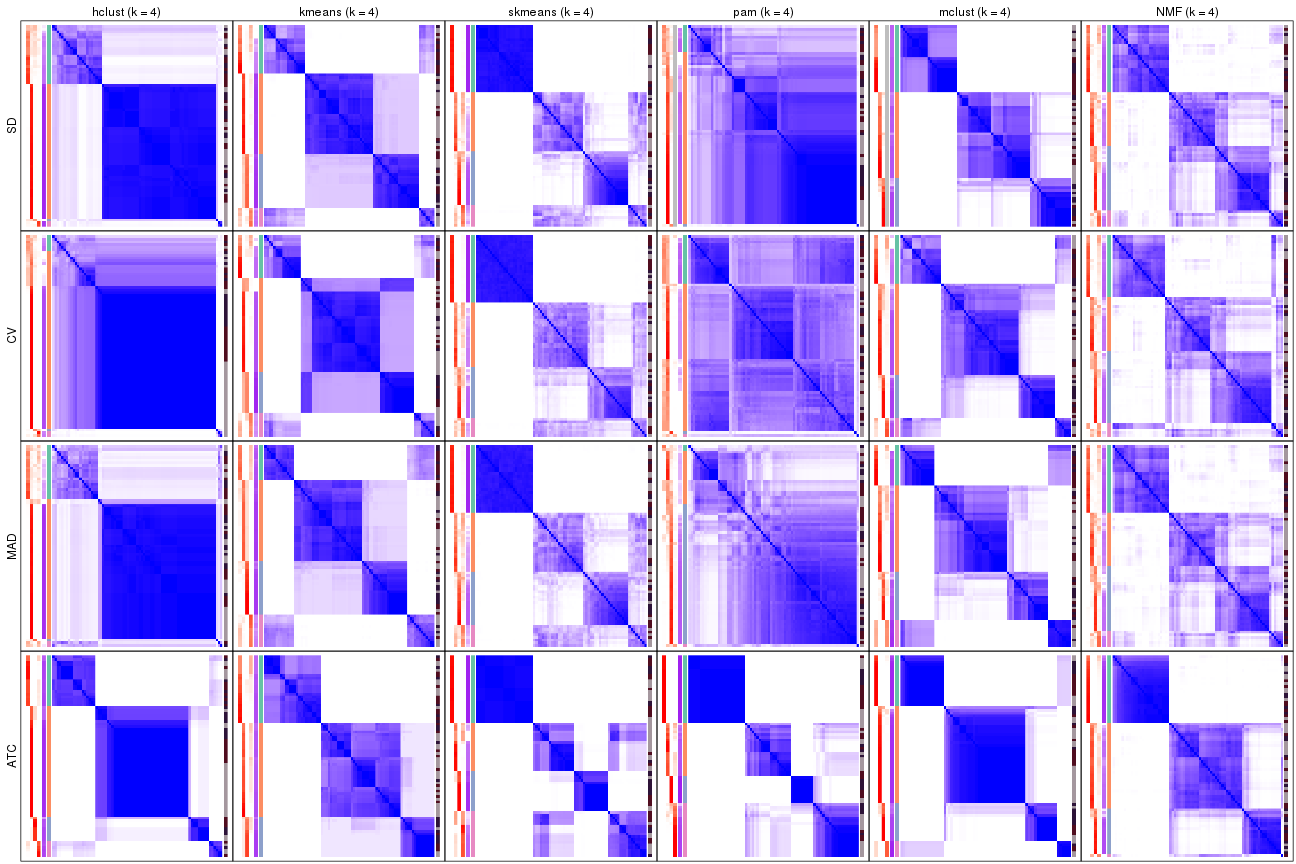 hclust (k = 4) kmeans (k = 4) skmeans (k = 4) pam (k = 4) mclust (k = 4) NMF (k = 4)
SD
CV
MAD
ATC